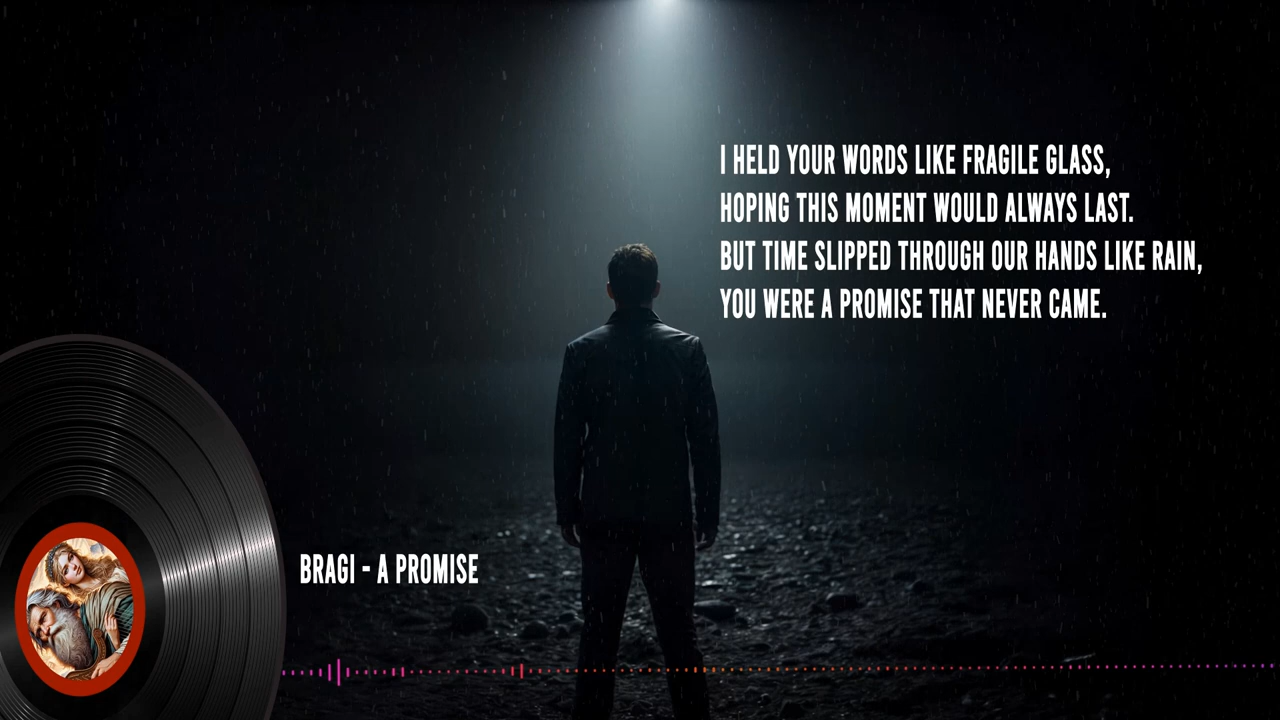 I HELD YOUR WORDS LIKE FRAGILE GLASS,
HOPING THIS MOMENT WOULD ALWAYS LAST.
BUT TIME SLIPPED THROUGH OUR HANDS LIKE RAIN,
YOU WERE A PROMISE THAT NEVER CAME.
BRAGI - A PROMISE